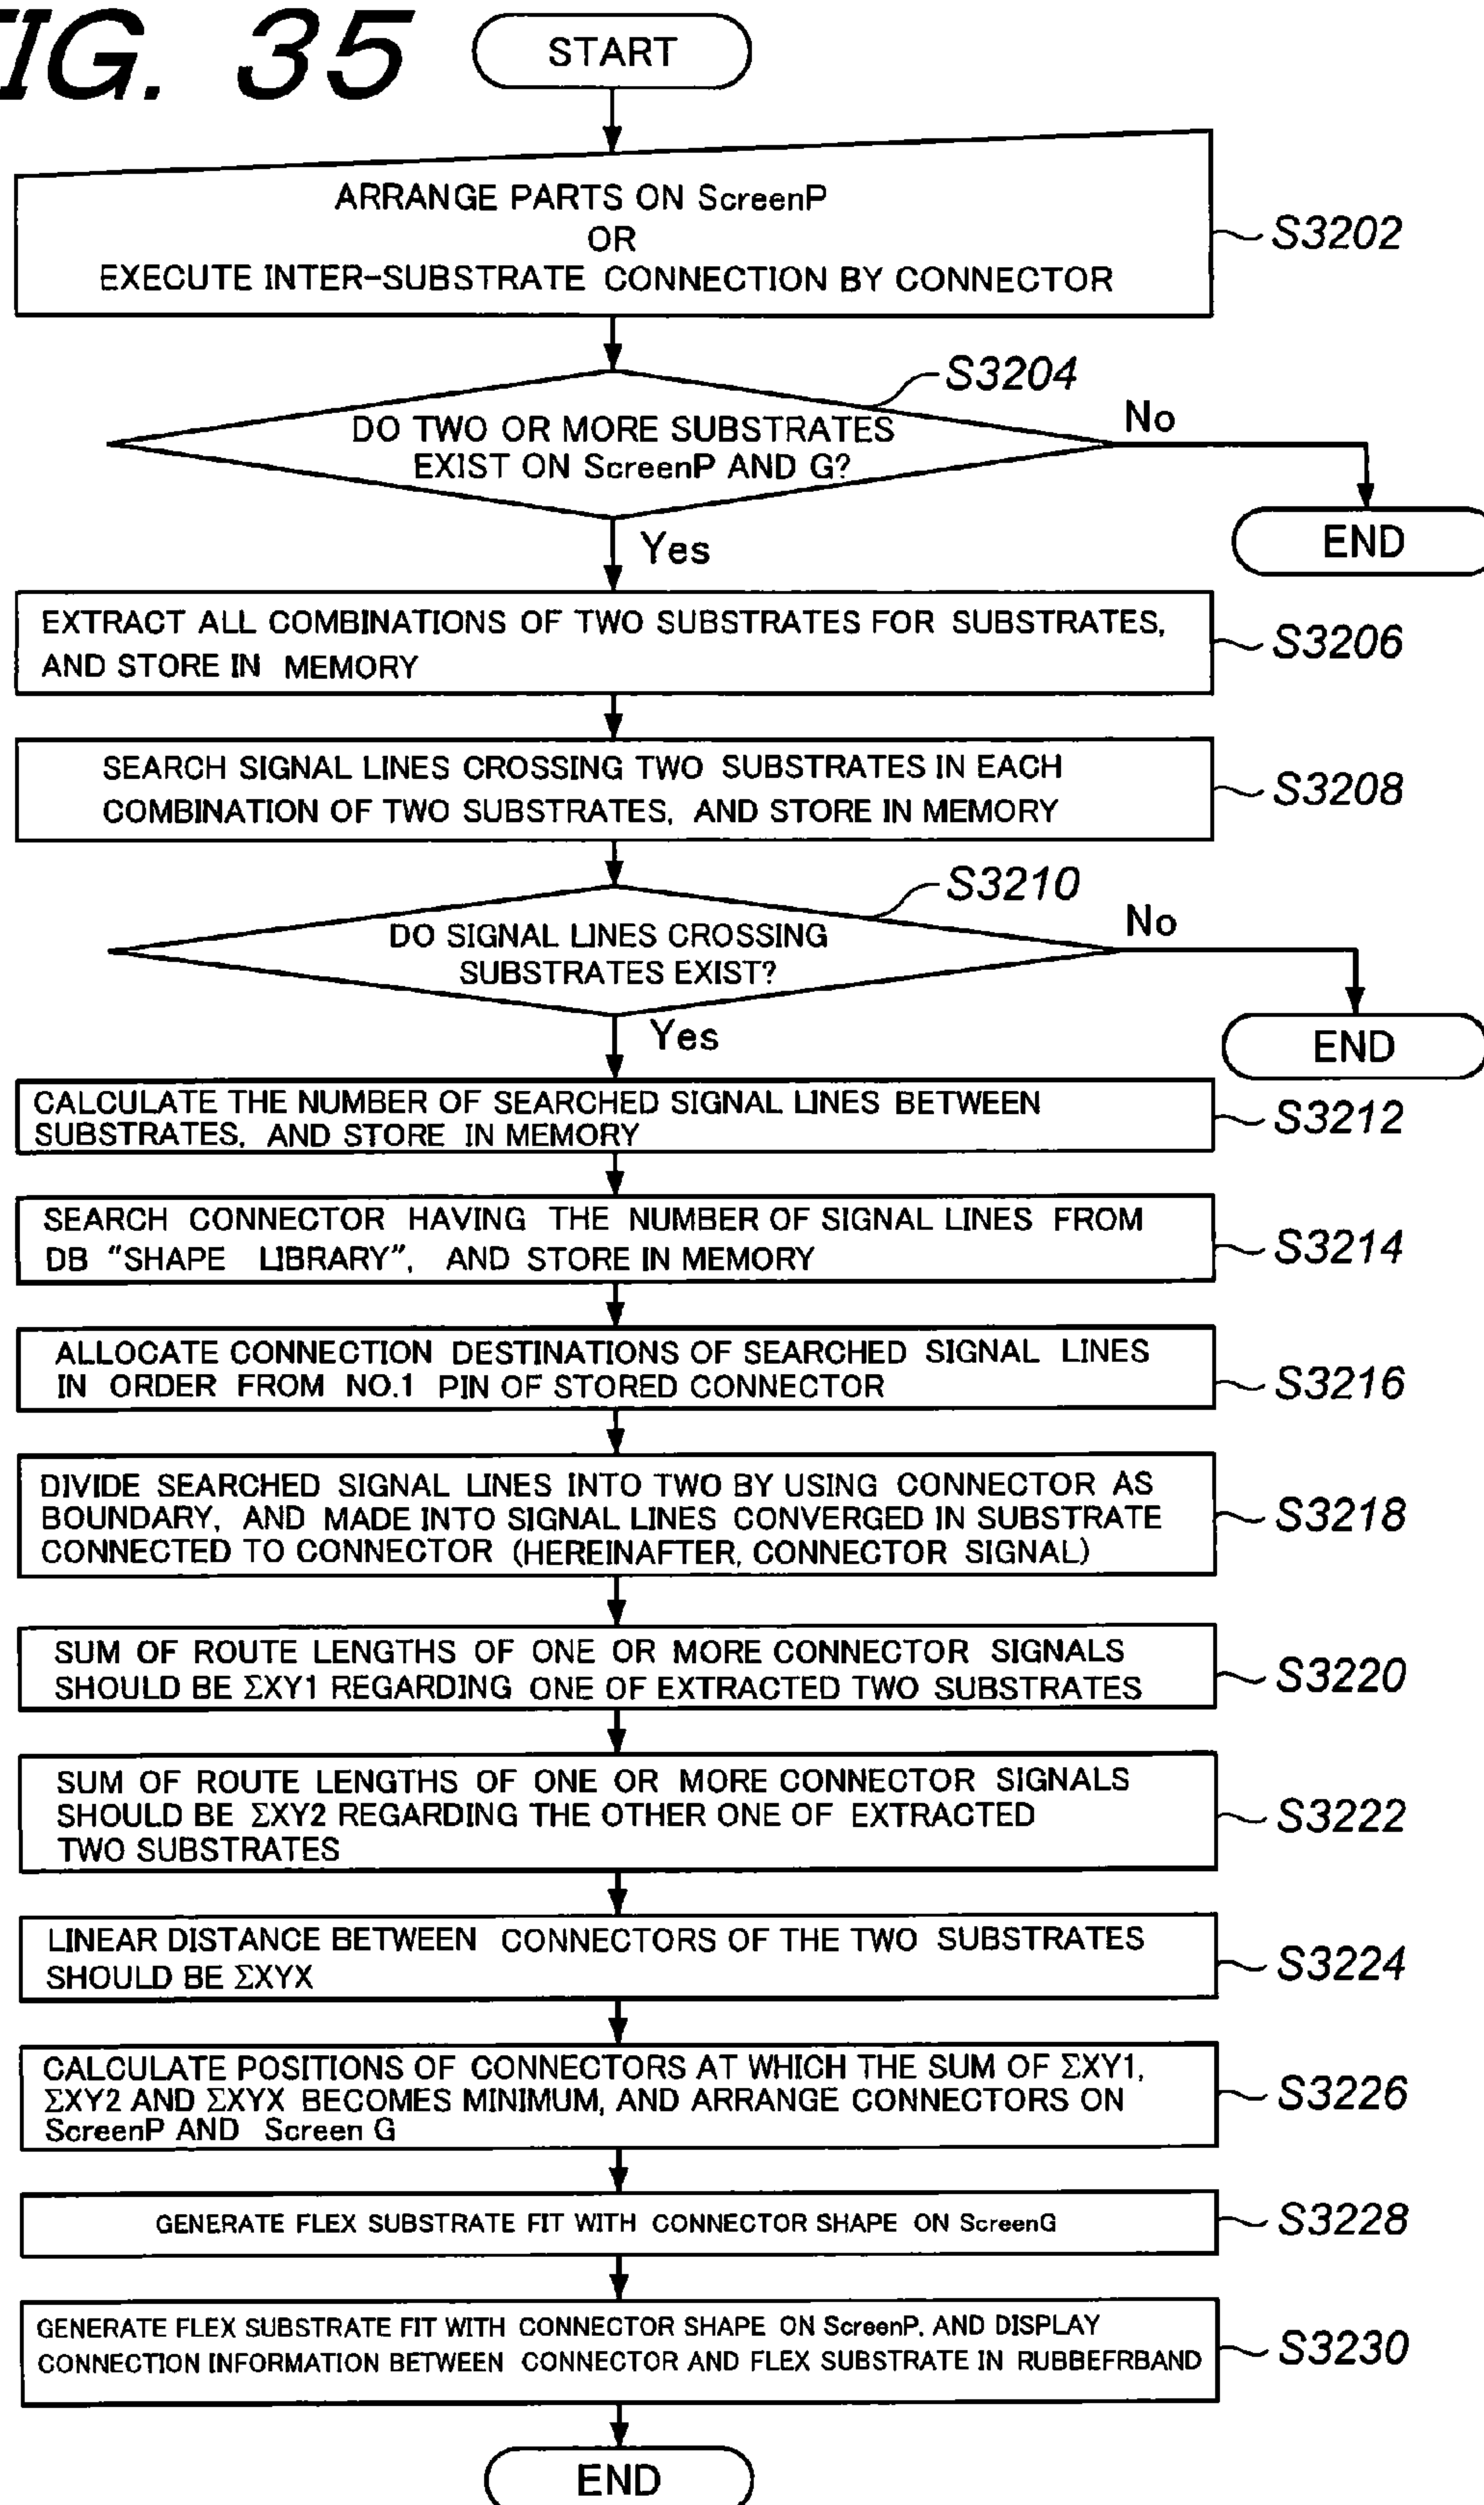 IG. 35
START
ARRANGE PARTS ON ScreenP
OR
EXECUTE INTER-SUBSTRATE CONNECTION BY CONNECTOR
S3202
S3204
DO TWO OR MORE SUBSTRATES
EXIST ON ScreenP AND G?
No
END
Yes
EXTRACT ALL COMBINATIONS OF TWO SUBSTRATES FOR SUBSTRATES,
AND STORE IN MEMORY
S3206
SEARCH SIGNAL LINES CROSSING TWO SUBSTRATES IN EACH
COMBINATION OF TWO SUBSTRATES, AND STORE IN MEMORY
S3208
S3210
DO SIGNAL LINES CROSSING
SUBSTRATES EXIST?
No
END
Yes
CALCULATE THE NUMBER OF SEARCHED SIGNAL LINES BETWEEN
SUBSTRATES, AND STORE IN MEMORY
S3212
SEARCH CONNECTOR HAVING THE NUMBER OF SIGNAL LINES FROM
DB "SHAPE LIBRARY", AND STORE IN MEMORY
S3214
ALLOCATE CONNECTION DESTINATIONS OF SEARCHED SIGNAL LINES
IN ORDER FROM NO.1 PIN OF STORED CONNECTOR
S3216
DIVIDE SEARCHED SIGNAL LINES INTO TWO BY USING CONNECTOR AS
BOUNDARY, AND MADE INTO SIGNAL LINES CONVERGED IN SUBSTRATE
CONNECTED TO CONNECTOR (HEREINAFTER, CONNECTOR SIGNAL)
S3218
SUM OF ROUTE LENGTHS OF ONE OR MORE CONNECTOR SIGNALS
SHOULD BE ΣXY1 REGARDING ONE OF EXTRACTED TWO SUBSTRATES
S3220
SUM OF ROUTE LENGTHS OF ONE OR MORE CONNECTOR SIGNALS
SHOULD BE ΣXY2 REGARDING THE OTHER ONE OF EXTRACTED
TWO SUBSTRATES
S3222
LINEAR DISTANCE BETWEEN CONNECTORS OF THE TWO SUBSTRATES
SHOULD BE ΣXYX
S3224
CALCULATE POSITIONS OF CONNECTORS AT WHICH THE SUM OF ΣXY1,
ΣXY2 AND ΣXYX BECOMES MINIMUM, AND ARRANGE CONNECTORS ON
ScreenP AND Screen G
S3226
GENERATE FLEX SUBSTRATE FIT WITH CONNECTOR SHAPE ON ScreenG
S3228
GENERATE FLEX SUBSTRATE FIT WITH CONNECTOR SHAPE ON ScreenP, AND DISPLAY
CONNECTION INFORMATION BETWEEN CONNECTOR AND FLEX SUBSTRATE IN RUBBEFRBAND
S3230
END